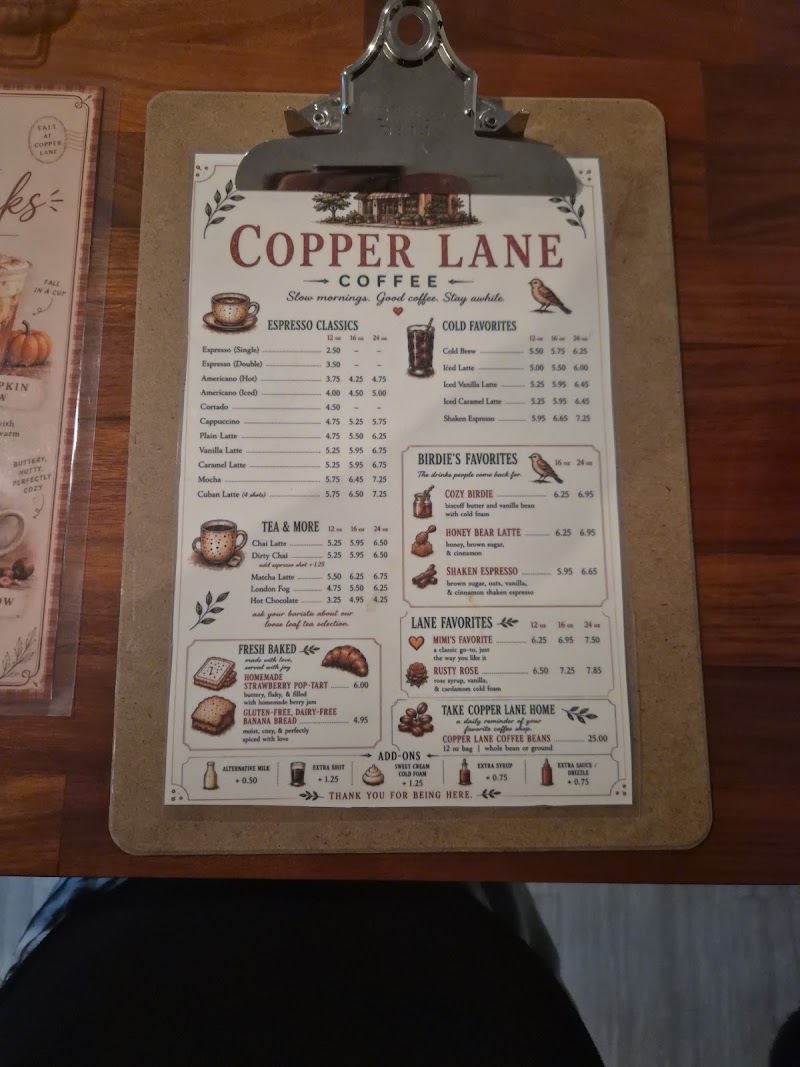 FALL
AT
COPPER
LANE
ks
FALL
IN A CUP
PKIN
W
ith
warm
BUTTERY,
NUTTY,
PERFECTLY
COZY
OW
COPPER LANE
COFFEE
Slow mornings. Good coffee. Stay awhile.
ESPRESSO CLASSICS
12 oz 16 oz 24 oz
Espresso (Single) 2.50 – –
Espresso (Double) 3.50 – –
Americano (Hot) 3.75 4.25 4.75
Americano (Iced) 4.00 4.50 5.00
Cortado 4.50 – –
Cappuccino 4.75 5.25 5.75
Plain Latte 4.75 5.50 6.25
Vanilla Latte 5.25 5.95 6.75
Caramel Latte 5.25 5.95 6.75
Mocha 5.75 6.45 7.25
Cuban Latte (4 shots) 5.75 6.50 7.25
TEA & MORE 12 oz 16 oz 24 oz
Chai Latte 5.25 5.95 6.50
Dirty Chai 5.25 5.95 6.50
add espresso shot +1.25
Matcha Latte 5.50 6.25 6.75
London Fog 4.75 5.50 6.25
Hot Chocolate 3.25 4.95 4.25
ask your barista about our
loose leaf tea selection.
FRESH BAKED
made with love,
served with joy
HOMEMADE
STRAWBERRY POP-TART 6.00
buttery, flaky, & filled
with homemade berry jam
GLUTEN-FREE, DAIRY-FREE
BANANA BREAD 4.95
moist, cozy, & perfectly
spiced with love
COLD FAVORITES
12 oz 16 oz 24 oz
Cold Brew 5.50 5.75 6.25
Iced Latte 5.00 5.50 6.00
Iced Vanilla Latte 5.25 5.95 6.45
Iced Caramel Latte 5.25 5.95 6.45
Shaken Espresso 5.95 6.65 7.25
BIRDIE'S FAVORITES 16 oz 24 oz
The drinks people come back for.
COZY BIRDIE 6.25 6.95
biscoff butter and vanilla bean
with cold foam
HONEY BEAR LATTE 6.25 6.95
honey, brown sugar,
& cinnamon
SHAKEN ESPRESSO 5.95 6.65
brown sugar, oats, vanilla,
& cinnamon shaken espresso
LANE FAVORITES 12 oz 16 oz 24 oz
MIMI'S FAVORITE 6.25 6.95 7.50
a classic go-to, just
the way you like it
RUSTY ROSE 6.50 7.25 7.85
rose syrup, vanilla,
& cardamom cold foam
TAKE COPPER LANE HOME
a daily reminder of your
favorite coffee shop.
COPPER LANE COFFEE BEANS 25.00
12 oz bag | whole bean or ground
ADD-ONS
ALTERNATIVE MILK
+ 0.50
EXTRA SHOT
+ 1.25
SWEET CREAM
COLD FOAM
+ 1.25
EXTRA SYRUP
+ 0.75
EXTRA SAUCE /
DRIZZLE
+ 0.75
THANK YOU FOR BEING HERE.